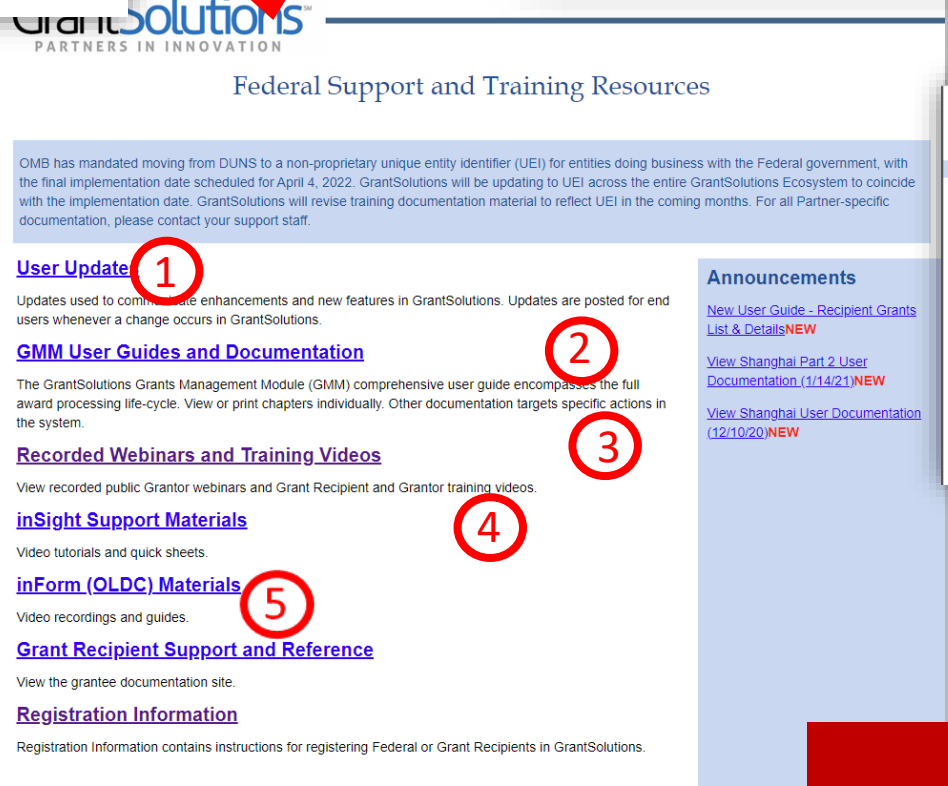 GrantSolutions℠
PARTNERS IN INNOVATION
Federal Support and Training Resources
OMB has mandated moving from DUNS to a non-proprietary unique entity identifier (UEI) for entities doing business with the Federal government, with
the final implementation date scheduled for April 4, 2022. GrantSolutions will be updating to UEI across the entire GrantSolutions Ecosystem to coincide
with the implementation date. GrantSolutions will revise training documentation material to reflect UEI in the coming months. For all Partner-specific
documentation, please contact your support staff.
User Updates
1
Updates used to communicate enhancements and new features in GrantSolutions. Updates are posted for end
users whenever a change occurs in GrantSolutions.
GMM User Guides and Documentation
2
The GrantSolutions Grants Management Module (GMM) comprehensive user guide encompasses the full
award processing life-cycle. View or print chapters individually. Other documentation targets specific actions in
the system.
3
Recorded Webinars and Training Videos
View recorded public Grantor webinars and Grant Recipient and Grantor training videos.
inSight Support Materials
4
Video tutorials and quick sheets.
inForm (OLDC) Materials
5
Video recordings and guides.
Grant Recipient Support and Reference
View the grantee documentation site.
Registration Information
Registration Information contains instructions for registering Federal or Grant Recipients in GrantSolutions.
Announcements
New User Guide - Recipient Grants
List & DetailsNEW
View Shanghai Part 2 User
Documentation (1/14/21)NEW
View Shanghai User Documentation
(12/10/20)NEW